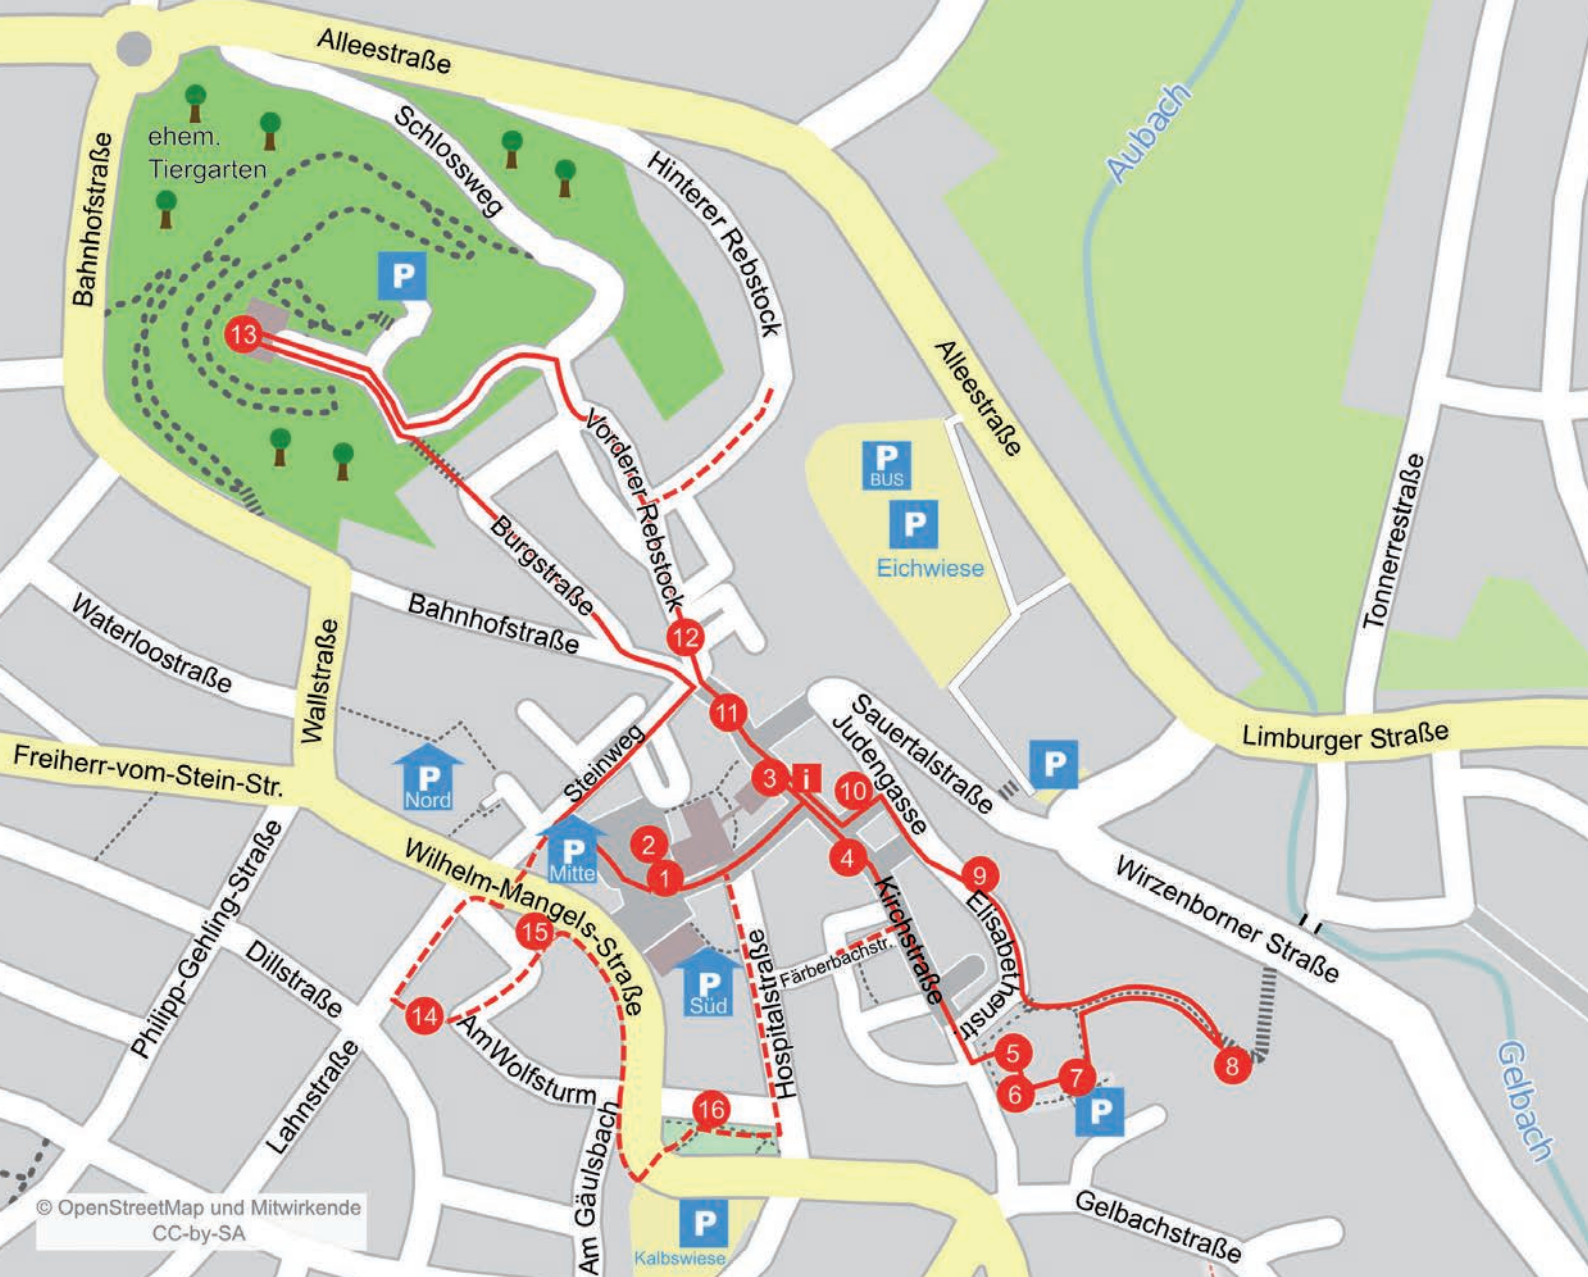 Alleestraße
Schlossweg
ehem.
Tiergarten
Bahnhofstraße
Hinterer Rebstock
Aubach
P
13
Alleestraße
Vorderer Rebstock
P
BUS
P
Eichwiese
Tonnerrestraße
Burgstraße
Bahnhofstraße
Waterloostraße
Wallstraße
12
11
Sauertalstraße
Judengasse
Limburger Straße
Freiherr-vom-Stein-Str.
P
Nord
Steinweg
3
i
10
P
2
1
4
9
P
Mitte
Wilhelm-Mangels-Straße
Philipp-Gehling-Straße
Kirchstraße
Elisabethenstr.
Wirzenborner Straße
15
Dillstraße
P
Süd
Hospitalstraße
Färberbachstr.
14
Am Wolfsturm
5
6
7
8
P
Gelbach
Lahnstraße
16
Am Gäulsbach
© OpenStreetMap und Mitwirkende
CC-by-SA
P
Kalbswiese
Gelbachstraße